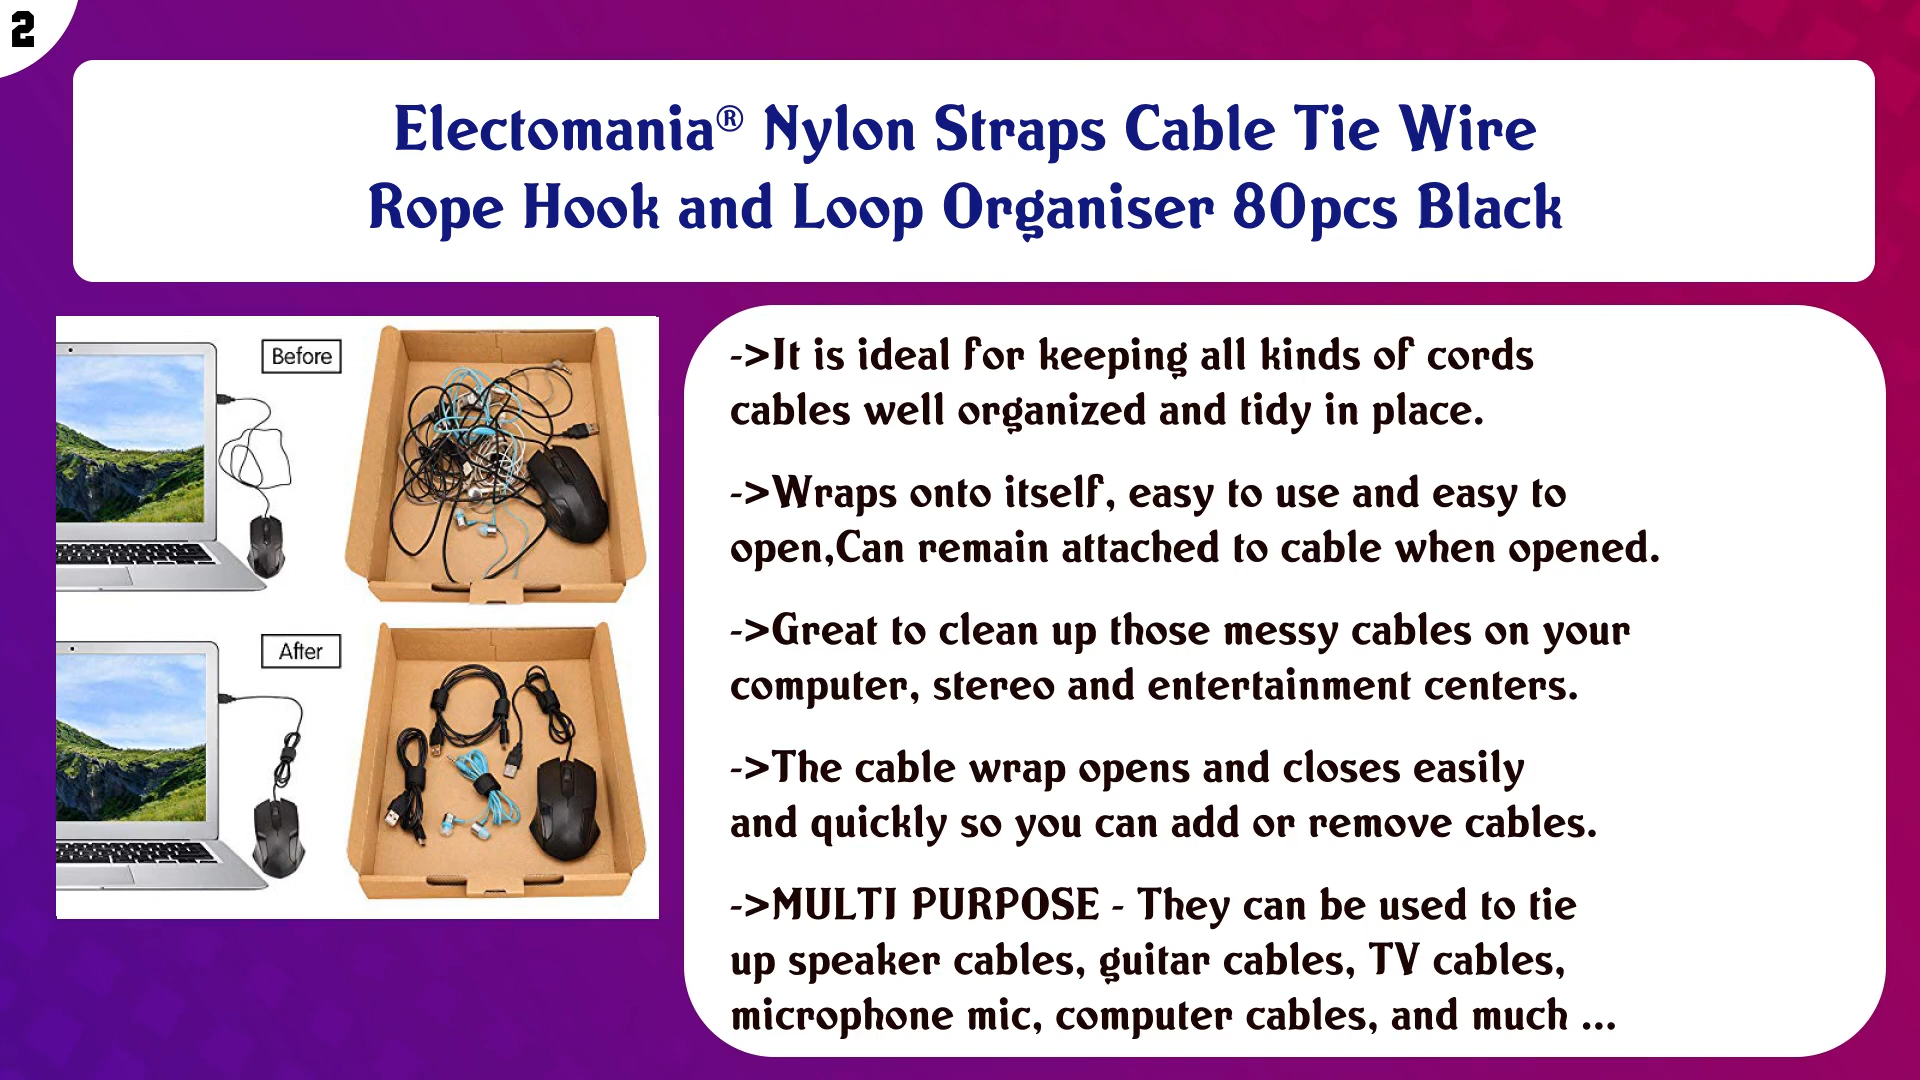 2
Electomania® Nylon Straps Cable Tie Wire
Rope Hook and Loop Organiser 80pcs Black
Before
After
->It is ideal for keeping all kinds of cords
cables well organized and tidy in place.
->Wraps onto itself, easy to use and easy to
open,Can remain attached to cable when opened.
->Great to clean up those messy cables on your
computer, stereo and entertainment centers.
->The cable wrap opens and closes easily
and quickly so you can add or remove cables.
->MULTI PURPOSE - They can be used to tie
up speaker cables, guitar cables, TV cables,
microphone mic, computer cables, and much ...